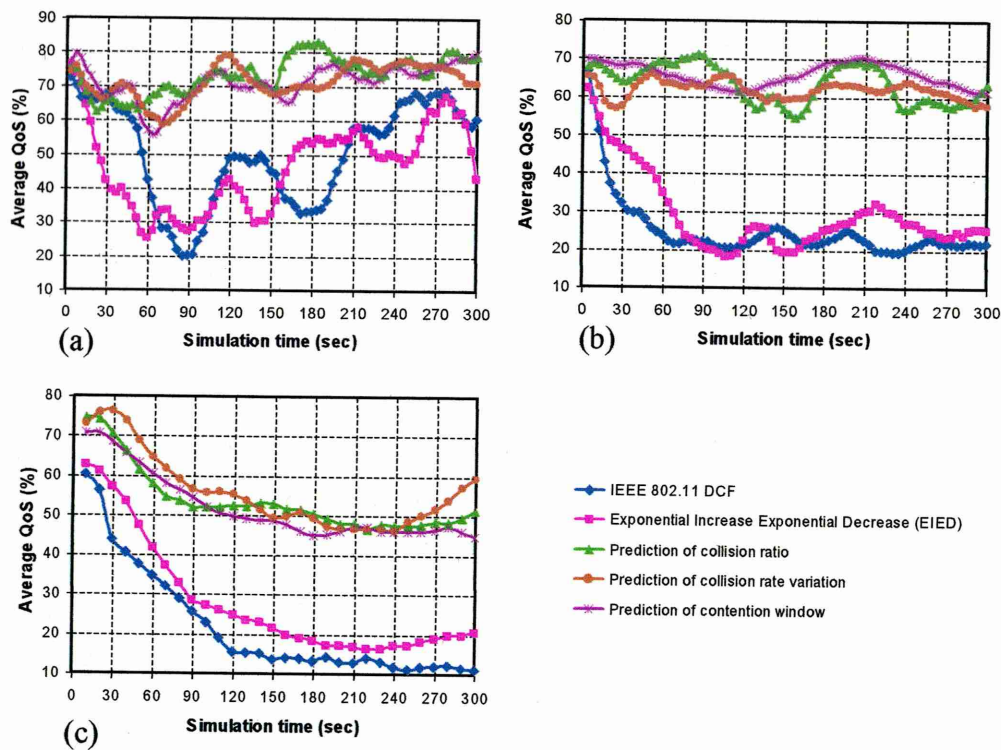 Average QoS (%)
90
80
70
60
50
40
30
20
10
0 30 60 90 120 150 180 210 240 270 300
Simulation time (sec)
(a)
Average QoS (%)
80
70
60
50
40
30
20
10
0 30 60 90 120 150 180 210 240 270 300
Simulation time (sec)
(b)
Average QoS (%)
80
70
60
50
40
30
20
10
0 30 60 90 120 150 180 210 240 270 300
Simulation time (sec)
(c)
IEEE 802.11 DCF
Exponential Increase Exponential Decrease (EIED)
Prediction of collision ratio
Prediction of collision rate variation
Prediction of contention window